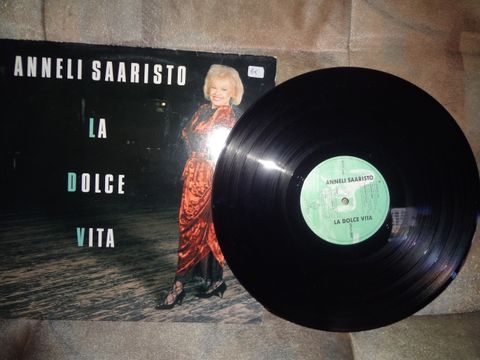 ANNELI SAARISTO
LA
DOLCE
VITA
ANNELI SAARISTO
LA DOLCE VITA